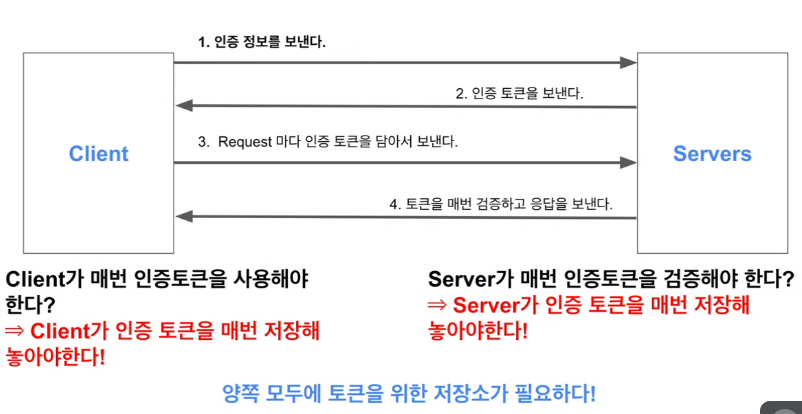 1. 인증 정보를 보낸다.
2. 인증 토큰을 보낸다.
3. Request 마다 인증 토큰을 담아서 보낸다.
4. 토큰을 매번 검증하고 응답을 보낸다.
Client
Servers
Client가 매번 인증토큰을 사용해야
한다?
⇒ Client가 인증 토큰을 매번 저장해
놓아야한다!
Server가 매번 인증토큰을 검증해야 한다?
⇒ Server가 인증 토큰을 매번 저장해
놓아야한다!
양쪽 모두에 토큰을 위한 저장소가 필요하다!